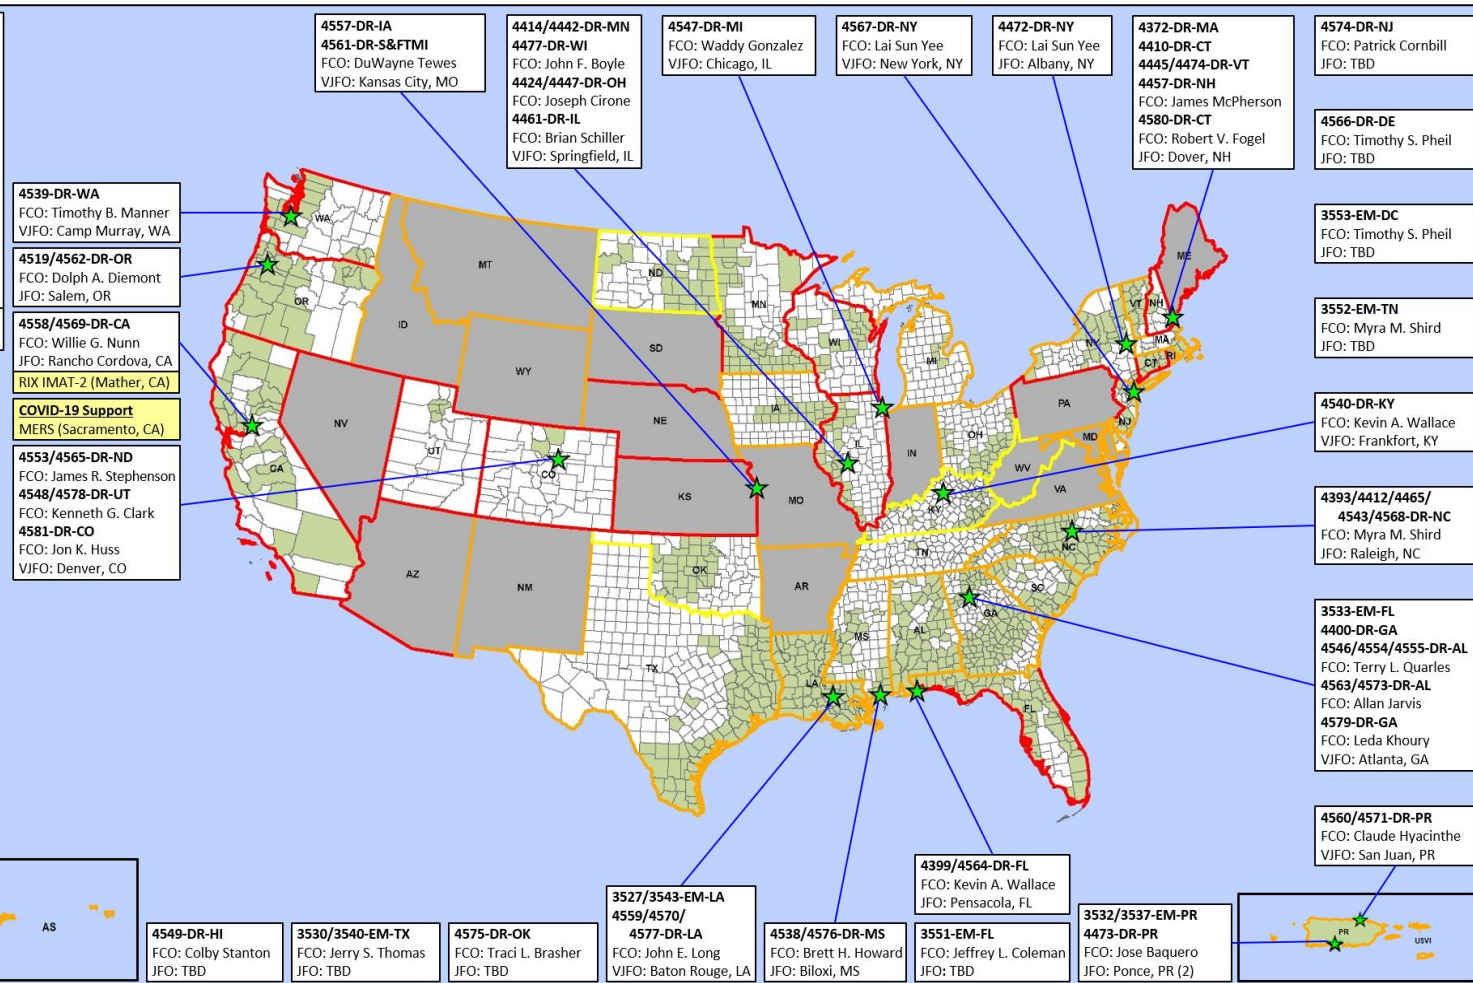 4557-DR-IA
4561-DR-S&FTMI
FCO: DuWayne Tewes
VJFO: Kansas City, MO
4414/4442-DR-MN
4477-DR-WI
FCO: John F. Boyle
4424/4447-DR-OH
FCO: Joseph Cirone
4461-DR-IL
FCO: Brian Schiller
VJFO: Springfield, IL
4547-DR-MI
FCO: Waddy Gonzalez
VJFO: Chicago, IL
4567-DR-NY
FCO: Lai Sun Yee
VJFO: New York, NY
4472-DR-NY
FCO: Lai Sun Yee
JFO: Albany, NY
4372-DR-MA
4410-DR-CT
4445/4474-DR-VT
4457-DR-NH
FCO: James McPherson
4580-DR-CT
FCO: Robert V. Fogel
JFO: Dover, NH
4574-DR-NJ
FCO: Patrick Cornbill
JFO: TBD
4566-DR-DE
FCO: Timothy S. Pheil
JFO: TBD
3553-EM-DC
FCO: Timothy S. Pheil
JFO: TBD
3552-EM-TN
FCO: Myra M. Shird
JFO: TBD
4540-DR-KY
FCO: Kevin A. Wallace
VJFO: Frankfort, KY
4393/4412/4465/
4543/4568-DR-NC
FCO: Myra M. Shird
JFO: Raleigh, NC
3533-EM-FL
4400-DR-GA
4546/4554/4555-DR-AL
FCO: Terry L. Quarles
4563/4573-DR-AL
FCO: Allan Jarvis
4579-DR-GA
FCO: Leda Khoury
VJFO: Atlanta, GA
4560/4571-DR-PR
FCO: Claude Hyacinthe
VJFO: San Juan, PR
4539-DR-WA
FCO: Timothy B. Manner
VJFO: Camp Murray, WA
4519/4562-DR-OR
FCO: Dolph A. Diemont
JFO: Salem, OR
4558/4569-DR-CA
FCO: Willie G. Nunn
JFO: Rancho Cordova, CA
RIX IMAT-2 (Mather, CA)
COVID-19 Support
MERS (Sacramento, CA)
4553/4565-DR-ND
FCO: James R. Stephenson
4548/4578-DR-UT
FCO: Kenneth G. Clark
4581-DR-CO
FCO: Jon K. Huss
VJFO: Denver, CO
WA
OR
CA
NV
ID
MT
WY
UT
CO
AZ
NM
ND
SD
NE
KS
OK
TX
MN
IA
MO
AR
LA
WI
IL
MI
IN
OH
KY
TN
MS
AL
GA
FL
SC
NC
VA
WV
MD
PA
NJ
NY
CT
RI
MA
VT
NH
ME
AS
4549-DR-HI
FCO: Colby Stanton
JFO: TBD
3530/3540-EM-TX
FCO: Jerry S. Thomas
JFO: TBD
4575-DR-OK
FCO: Traci L. Brasher
JFO: TBD
3527/3543-EM-LA
4559/4570/
4577-DR-LA
FCO: John E. Long
VJFO: Baton Rouge, LA
4538/4576-DR-MS
FCO: Brett H. Howard
JFO: Biloxi, MS
4399/4564-DR-FL
FCO: Kevin A. Wallace
JFO: Pensacola, FL
3551-EM-FL
FCO: Jeffrey L. Coleman
JFO: TBD
3532/3537-EM-PR
4473-DR-PR
FCO: Jose Baquero
JFO: Ponce, PR (2)
PR
USVI